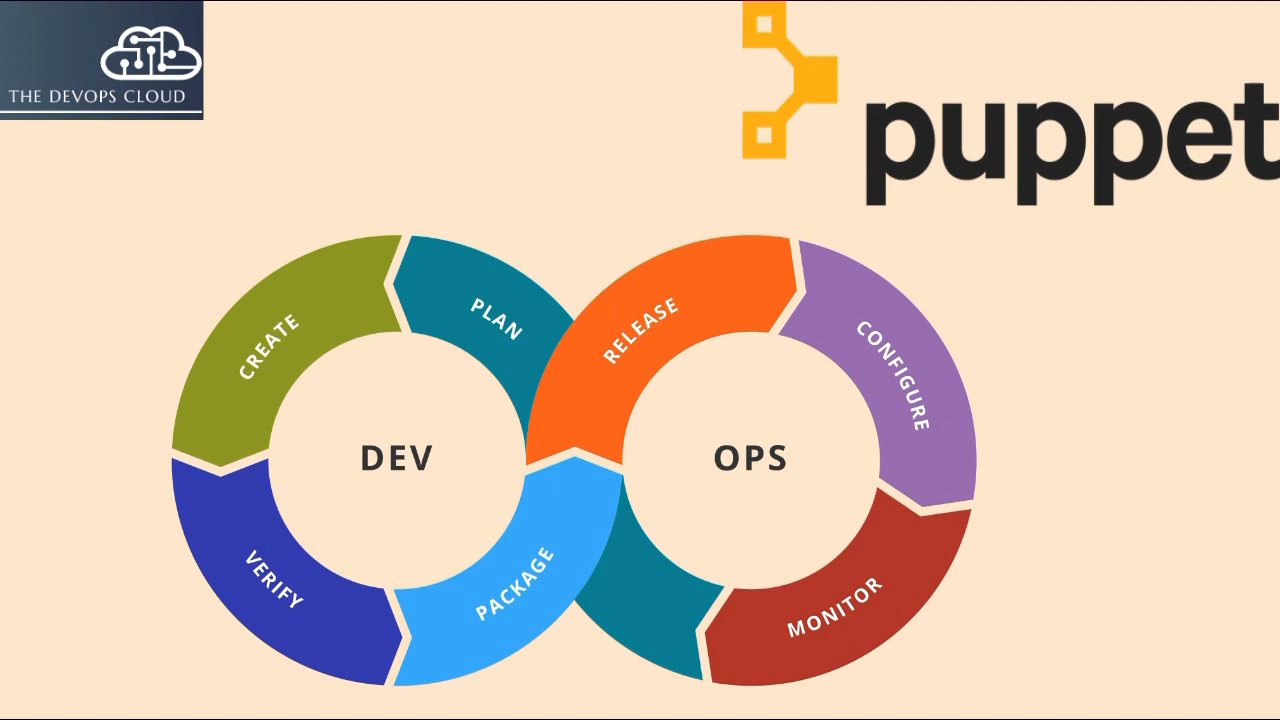 THE DEVOPS CLOUD
puppet
CREATE
PLAN
RELEASE
CONFIGURE
DEV
OPS
VERIFY
PACKAGE
MONITOR